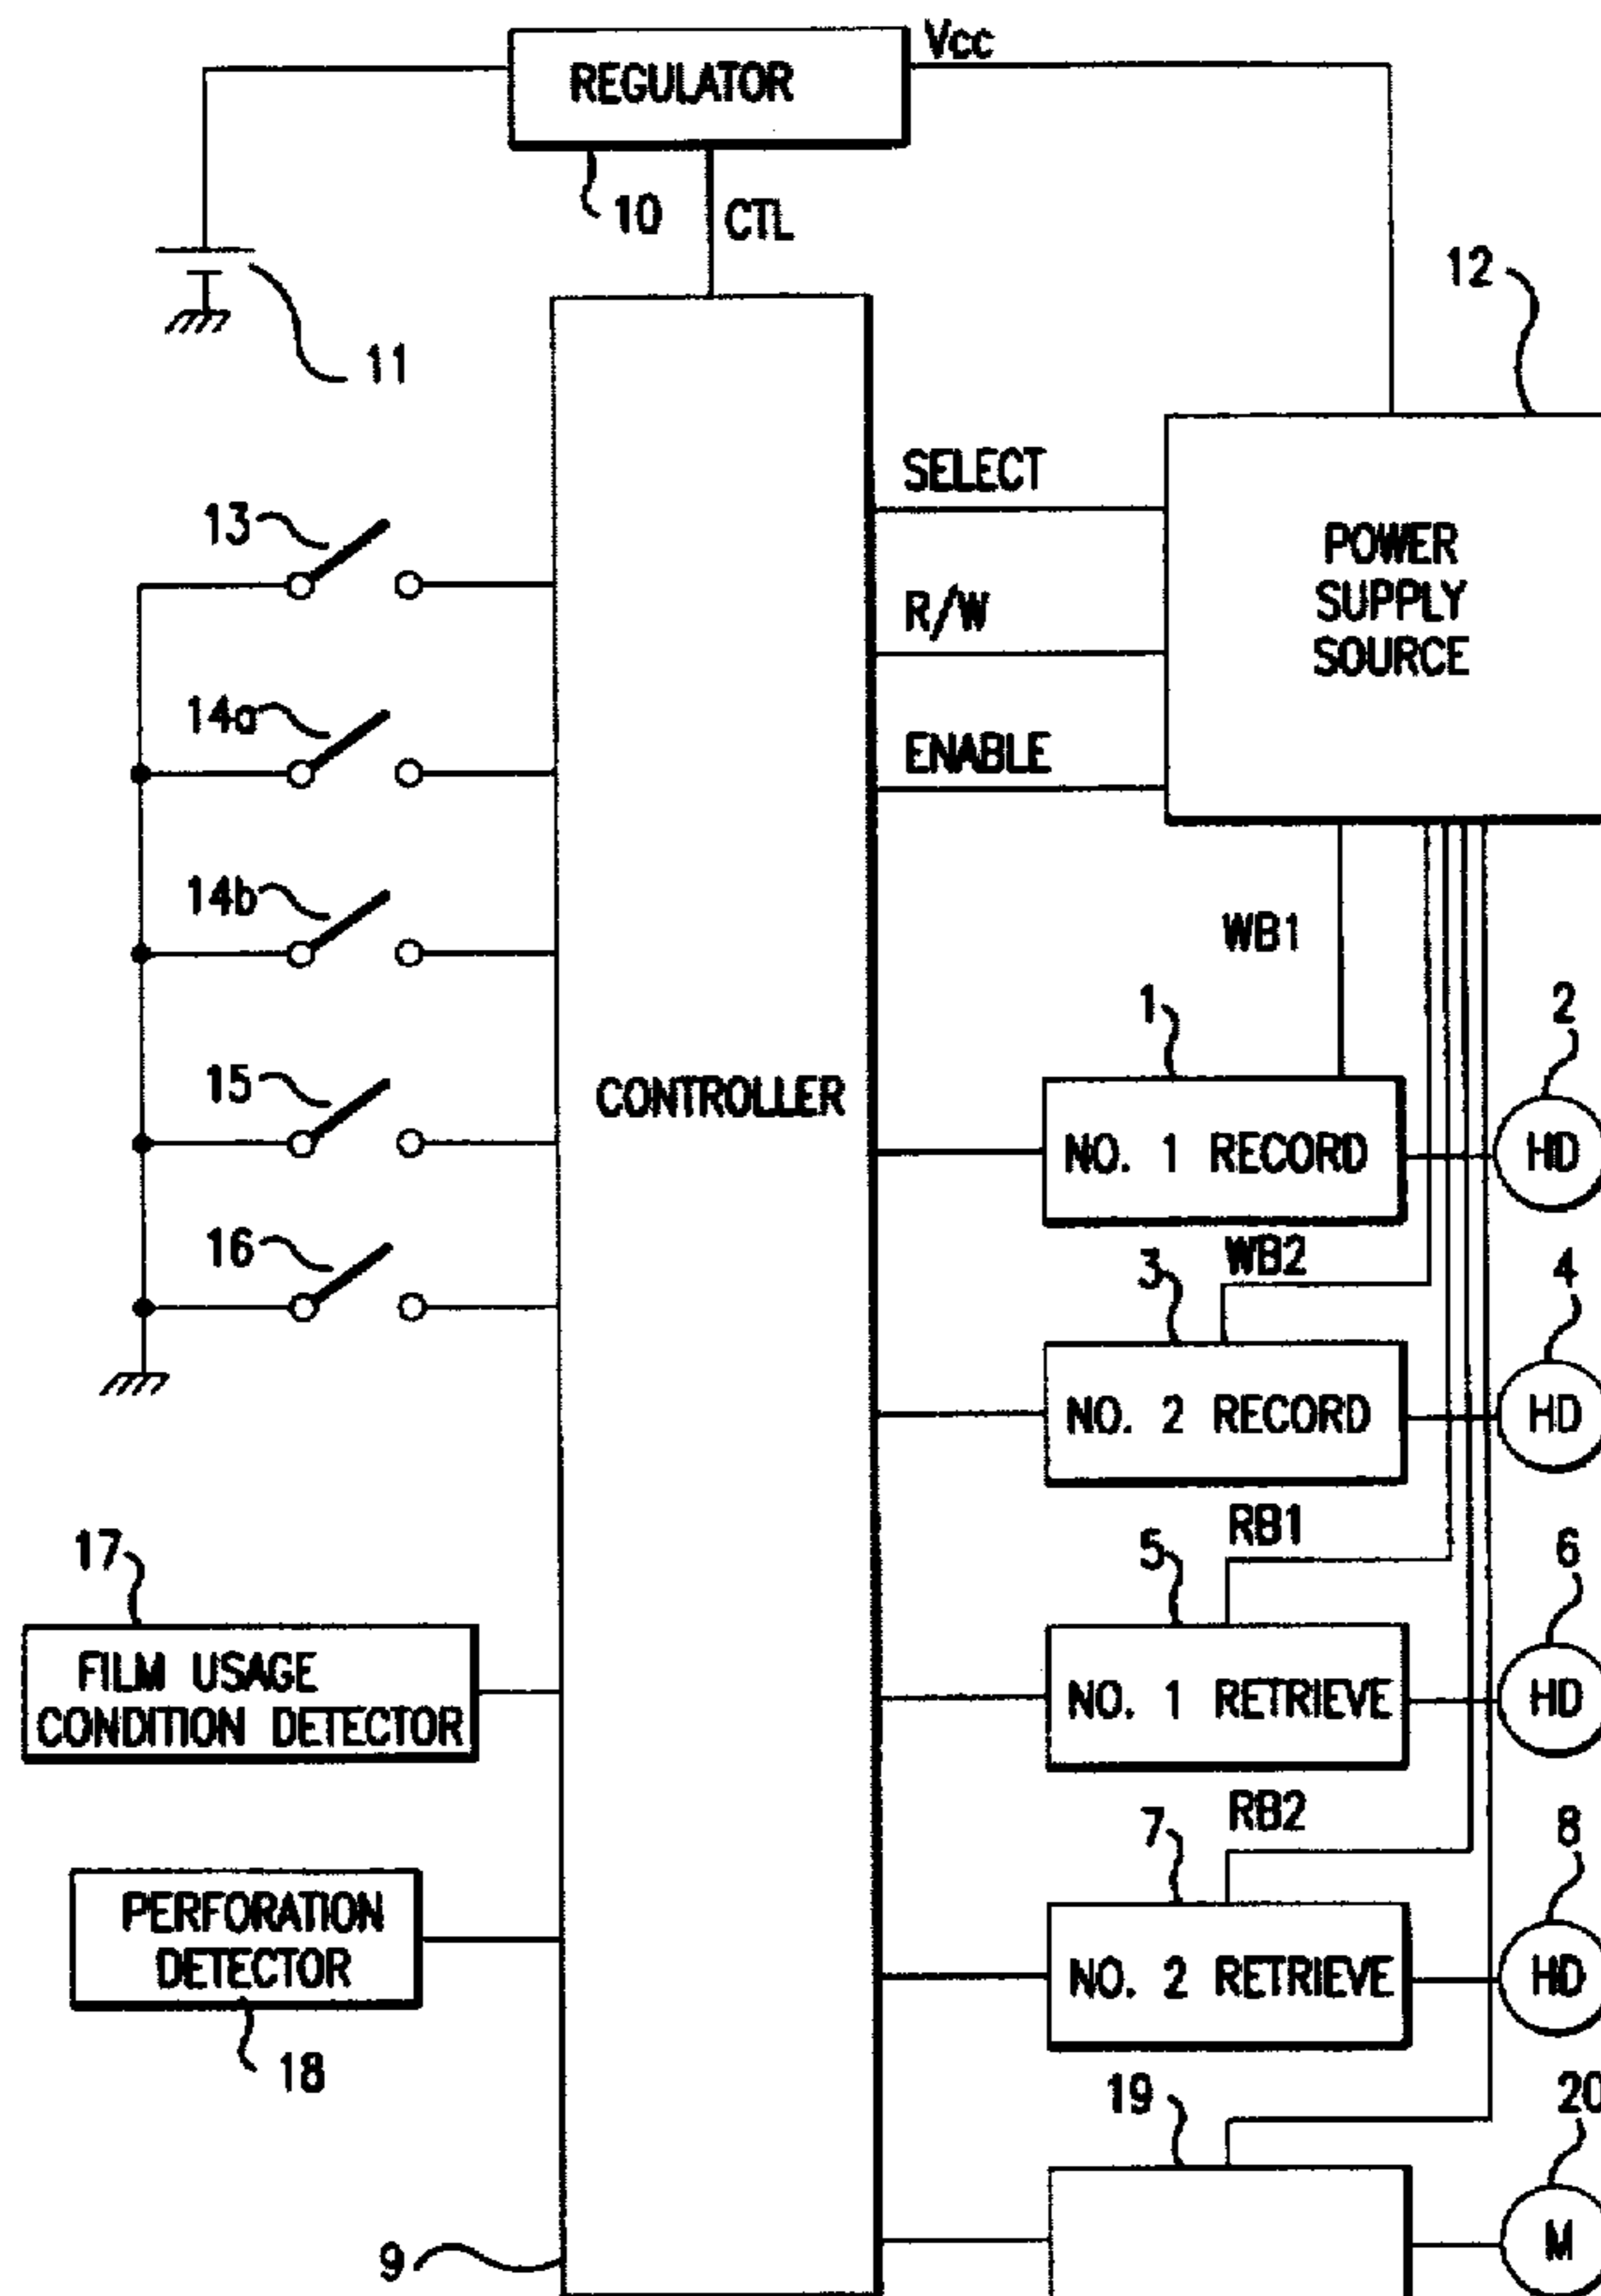 Vcc
REGULATOR
10
CTL
11
12
SELECT
R/W
ENABLE
POWER
SUPPLY
SOURCE
13
14a
14b
15
16
CONTROLLER
WB1
1
2
NO. 1 RECORD
HD
WB2
3
4
NO. 2 RECORD
HD
RB1
5
6
NO. 1 RETRIEVE
HD
RB2
7
8
NO. 2 RETRIEVE
HD
17
FILM USAGE
CONDITION DETECTOR
PERFORATION
DETECTOR
18
19
20
M
9